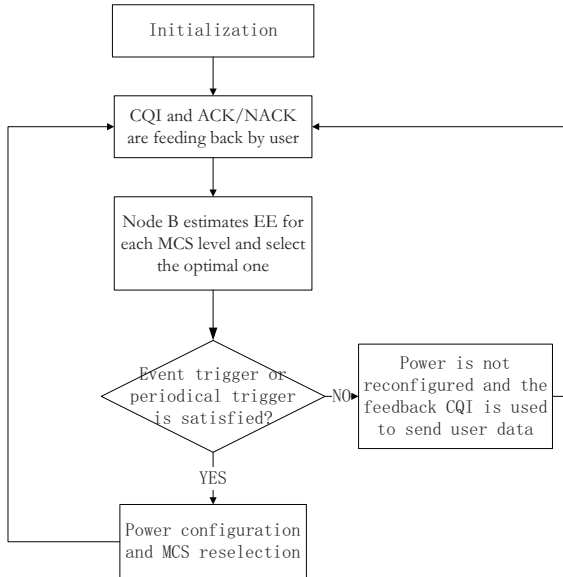 Initialization
CQI and ACK/NACK
are feeding back by user
Node B estimates EE for
each MCS level and select
the optimal one
Event trigger or
periodical trigger
is satisfied?
NO
Power is not
reconfigured and the
feedback CQI is used
to send user data
YES
Power configuration
and MCS reselection